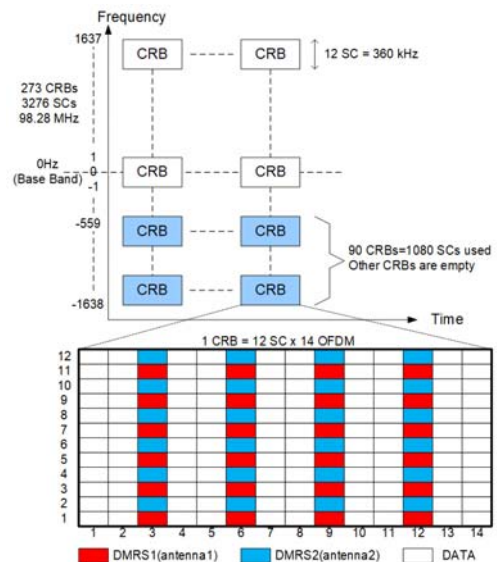 Frequency
1637
CRB
CRB
12 SC = 360 kHz
273 CRBs
3276 SCs
98.28 MHz
0Hz
(Base Band)
1
0
-1
CRB
CRB
-559
CRB
CRB
90 CRBs=1080 SCs used
Other CRBs are empty
CRB
CRB
-1638
Time
1 CRB = 12 SC x 14 OFDM
12
11
10
9
8
7
6
5
4
3
2
1
1 2 3 4 5 6 7 8 9 10 11 12 13 14
DMRS1(antenna1) DMRS2(antenna2) DATA